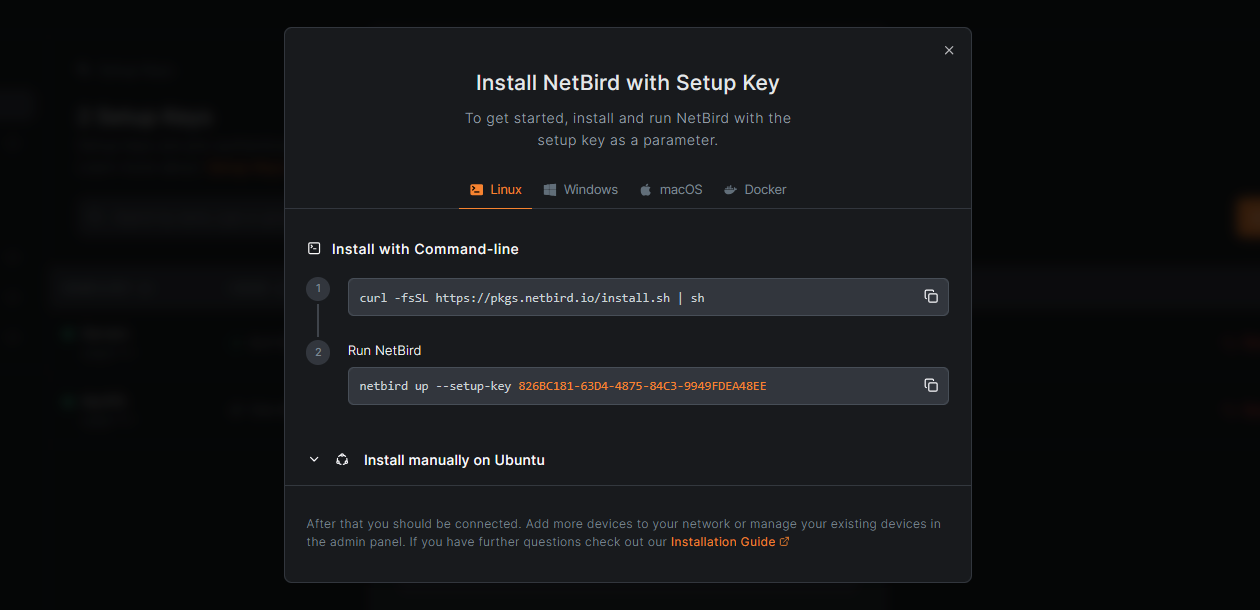 Install NetBird with Setup Key
To get started, install and run NetBird with the
setup key as a parameter.
Linux Windows macOS Docker
Install with Command-line
1
curl -fsSL https://pkgs.netbird.io/install.sh | sh
2
Run NetBird
netbird up --setup-key 826BC181-63D4-4875-84C3-9949FDEA48EE
Install manually on Ubuntu
After that you should be connected. Add more devices to your network or manage your existing devices in
the admin panel. If you have further questions check out our Installation Guide